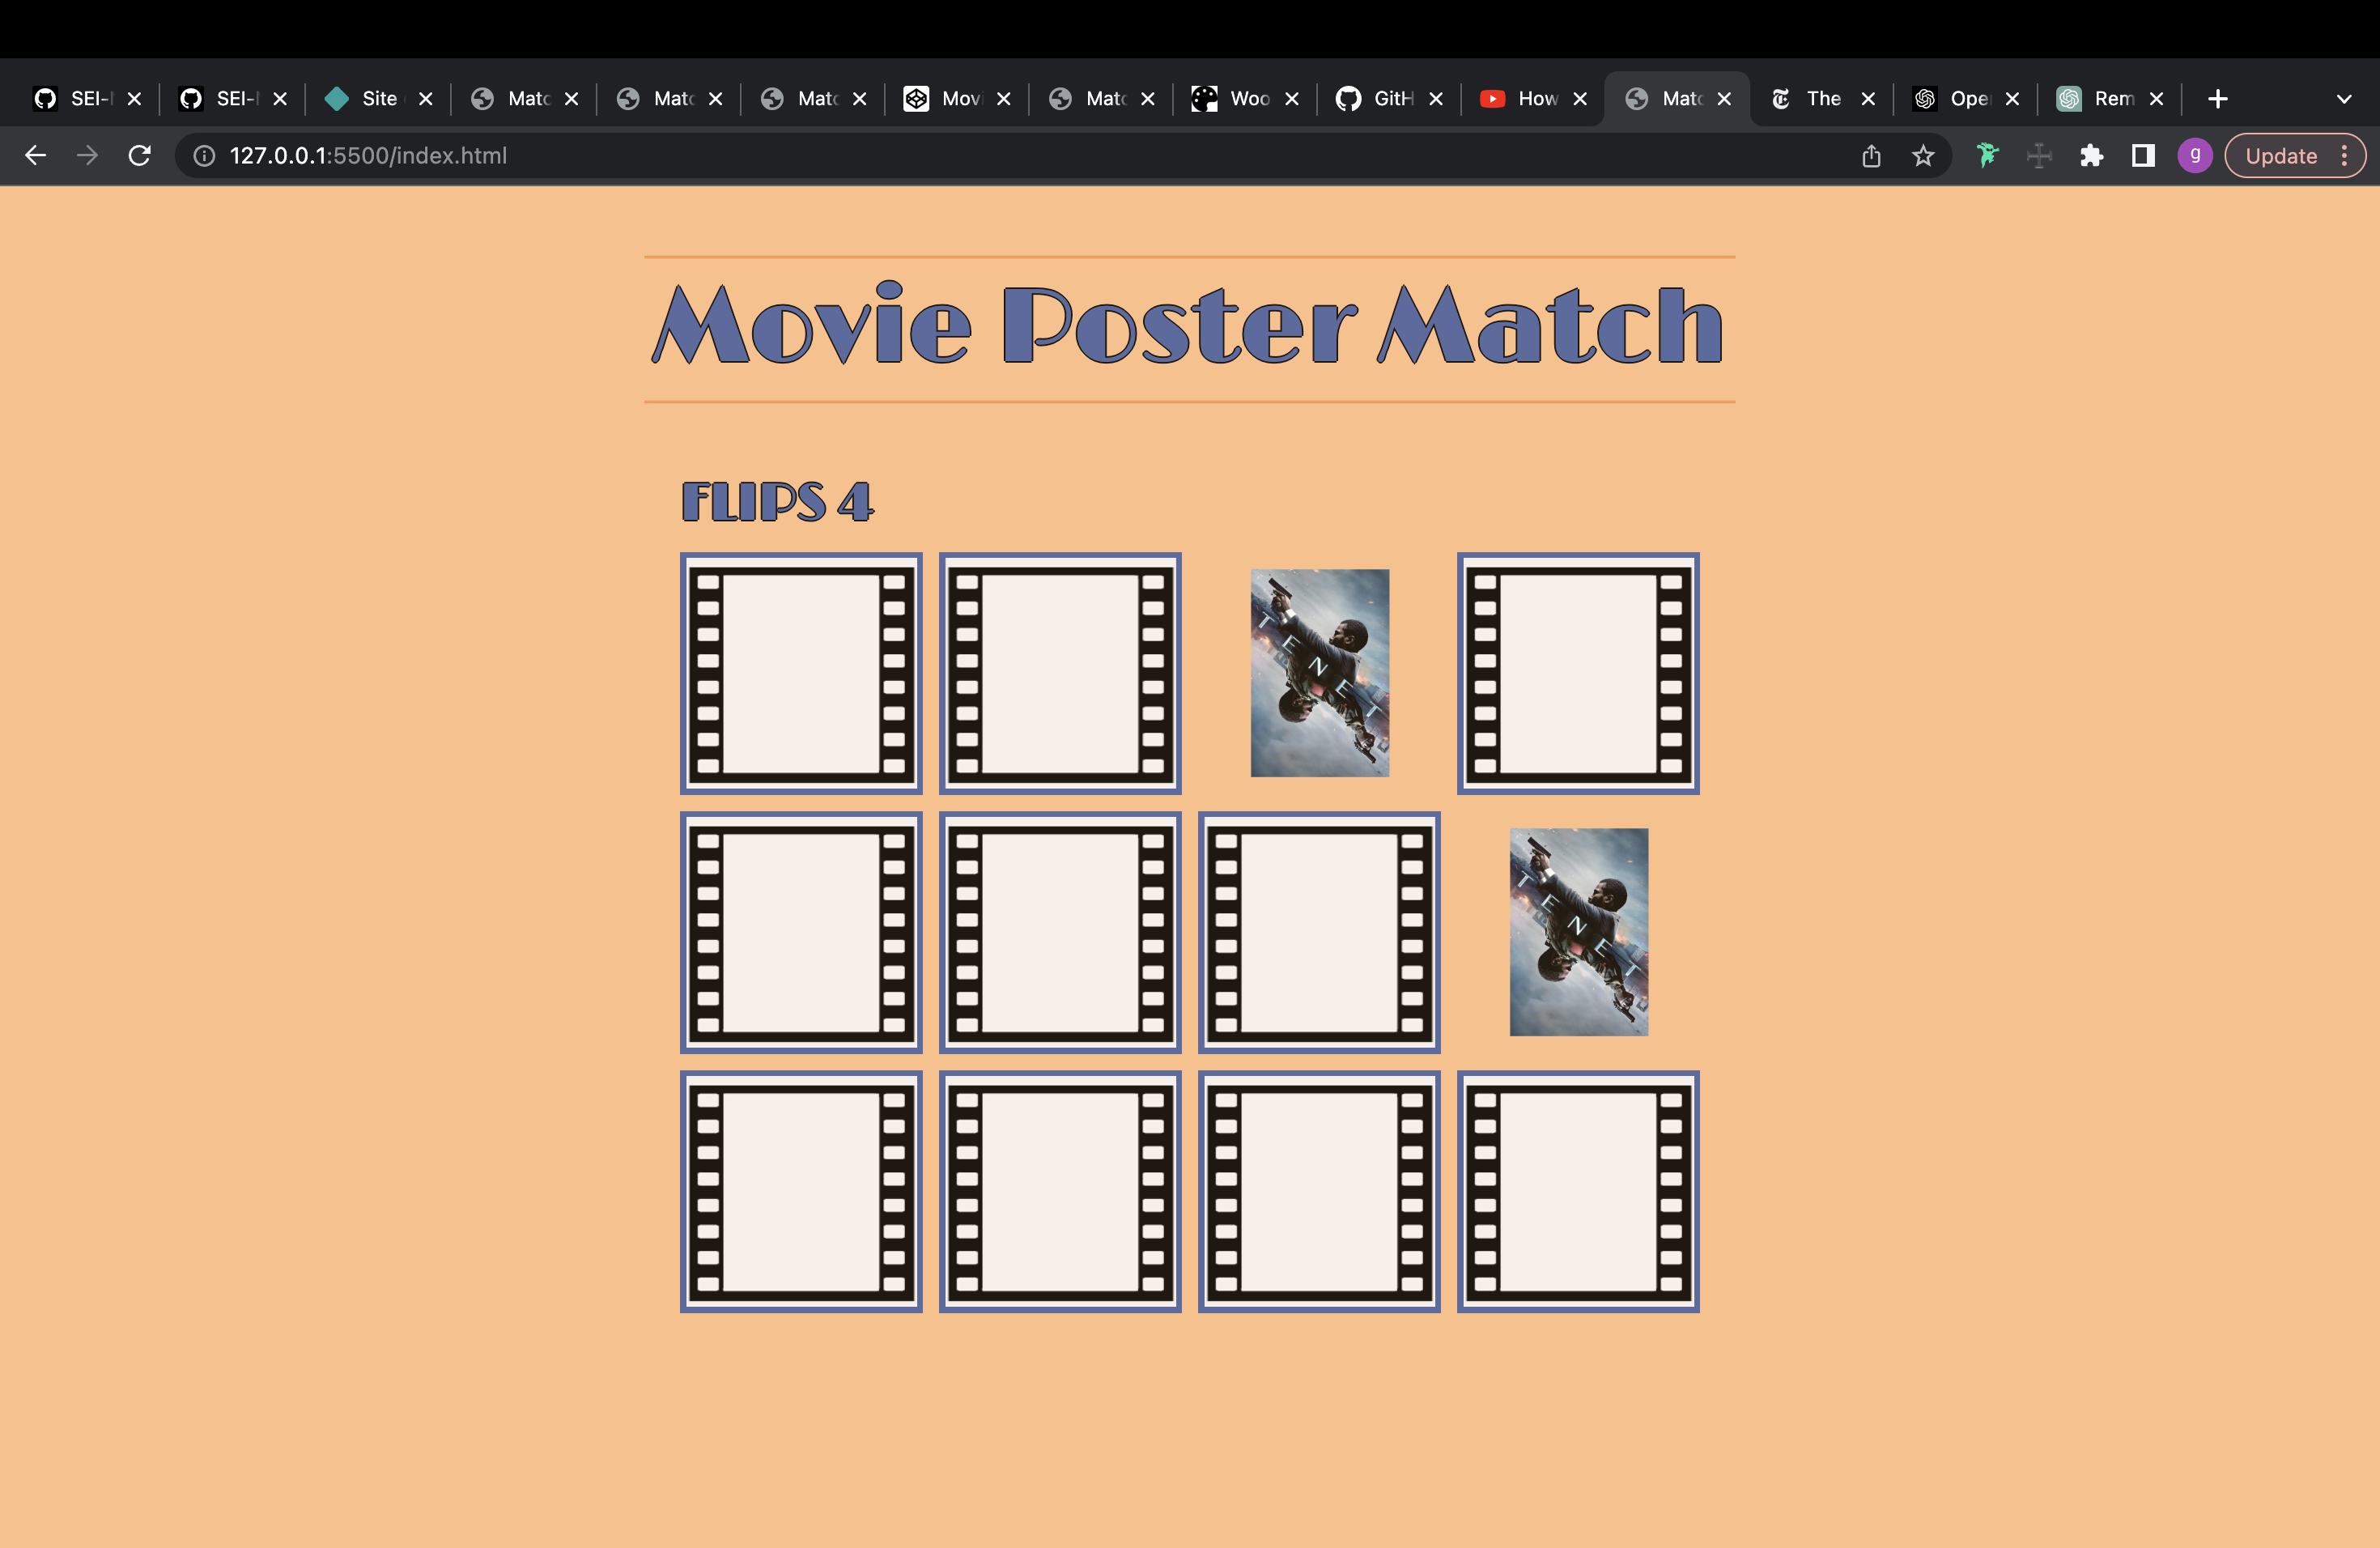 SEI- SEI- Site Matc Matc Matc Movi Matc Woo GitH How Matc The Ope Rem
127.0.0.1:5500/index.html g Update
Movie Poster Match
FLIPS 4
TENET
TENET